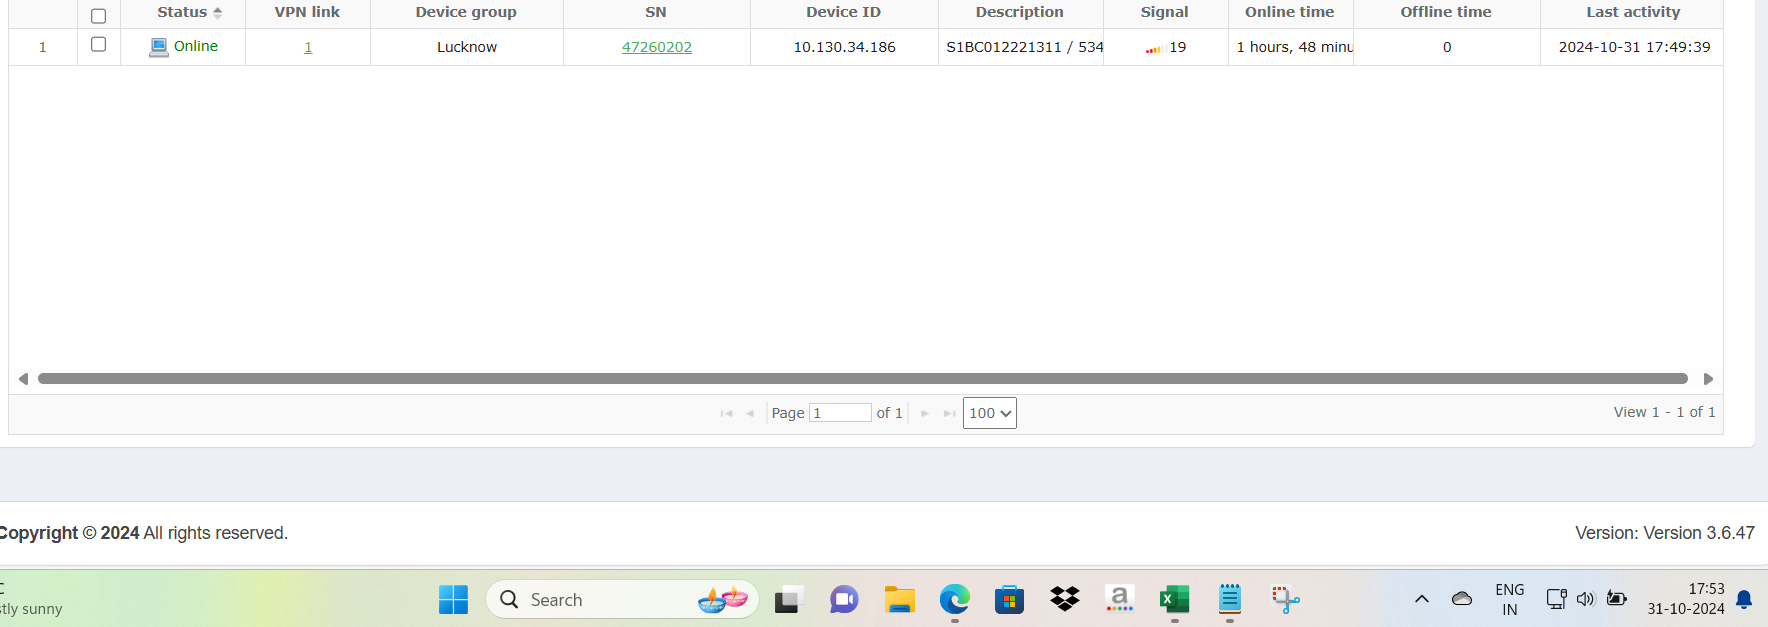 Status VPN link Device group SN Device ID Description Signal Online time Offline time Last activity
1 Online 1 Lucknow 47260202 10.130.34.186 S1BC012221311 / 534 19 1 hours, 48 minu 0 2024-10-31 17:49:39
Page 1 of 1 100 View 1 - 1 of 1
Copyright © 2024 All rights reserved. Version: Version 3.6.47
C
stly sunny
Search
a
X
ENG
IN
17:53
31-10-2024